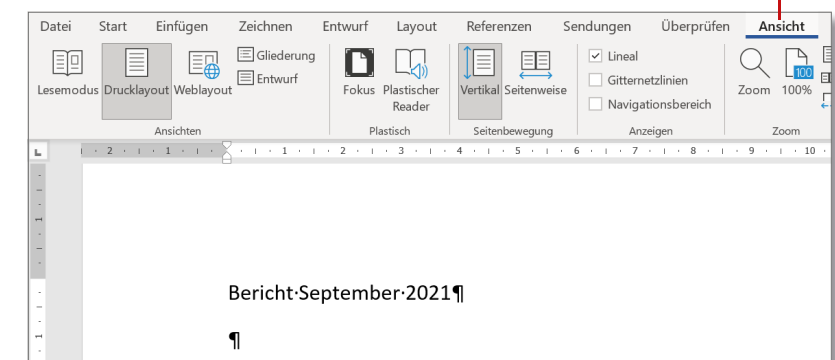 Datei Start Einfügen Zeichnen Entwurf Layout Referenzen Sendungen Überprüfen Ansicht
Lesemodus Drucklayout Weblayout
Gliederung
Entwurf
Ansichten
Fokus Plastischer Reader
Plastisch
Vertikal Seitenweise
Seitenbewegung
Lineal
Gitternetzlinien
Navigationsbereich
Anzeigen
100
Zoom 100%
Zoom
L 2 1 1 2 3 4 5 6 7 8 9 10
1
1
Bericht·September·2021¶
¶